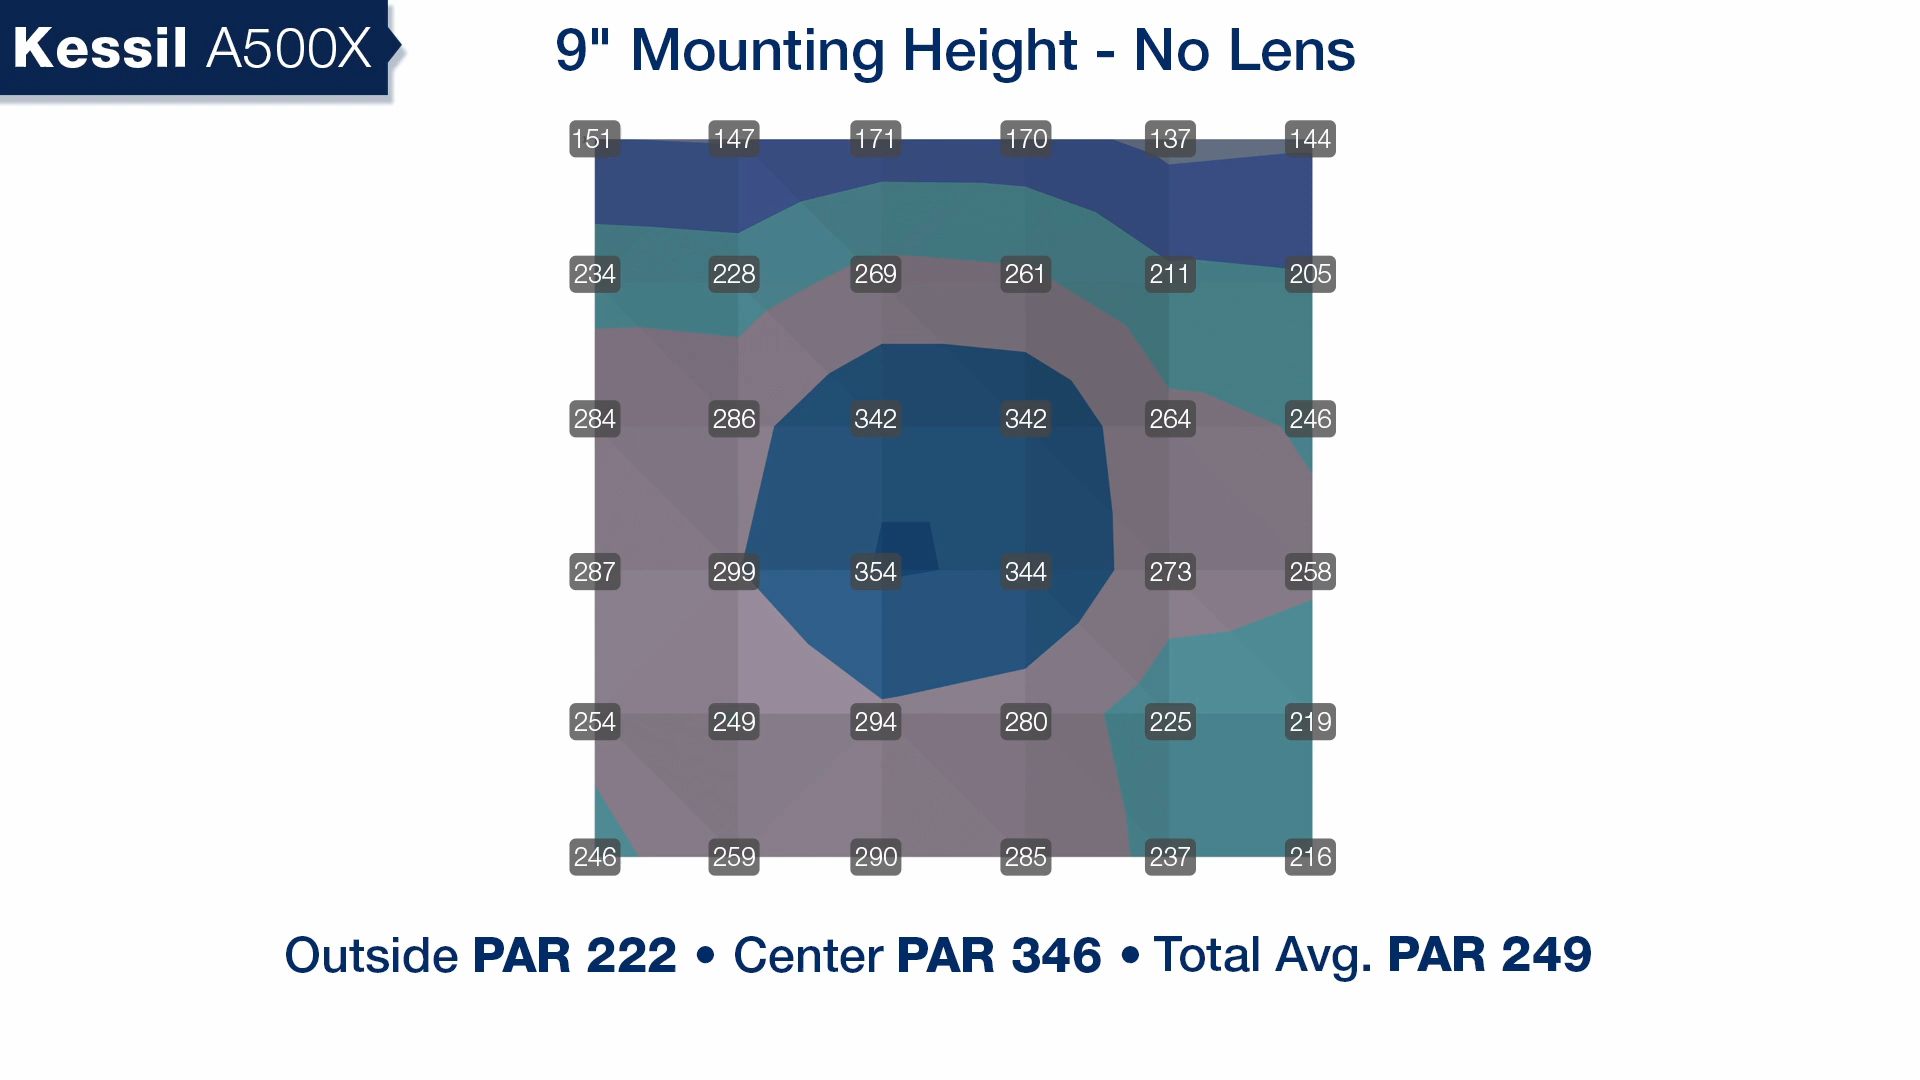 Kessil A500X
9" Mounting Height - No Lens
151 147 171 170 137 144
234 228 269 261 211 205
284 286 342 342 264 246
287 299 354 344 273 258
254 249 294 280 225 219
246 259 290 285 237 216
Outside PAR 222 • Center PAR 346 • Total Avg. PAR 249